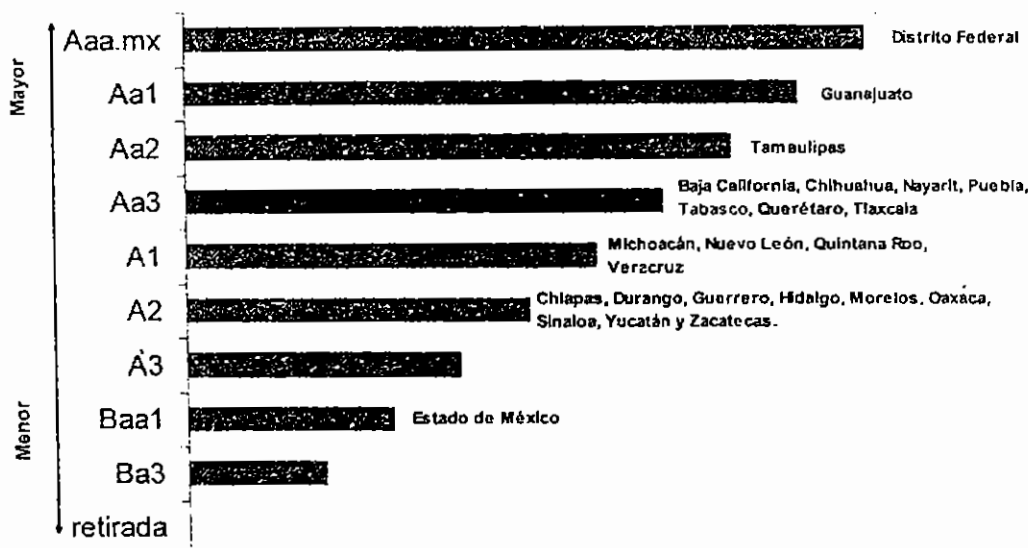 Mayor
Aaa.mx
Distrito Federal
Aa1
Guanajuato
Aa2
Tamaulipas
Aa3
Baja California, Chihuahua, Nayarit, Puebla,
Tabasco, Querétaro, Tlaxcala
A1
Michoacán, Nuevo León, Quintana Roo,
Veracruz
A2
Chiapas, Durango, Guerrero, Hidalgo, Morelos, Oaxaca,
Sinaloa, Yucatán y Zacatecas.
A3
Menor
Baa1
Estado de México
Ba3
retirada